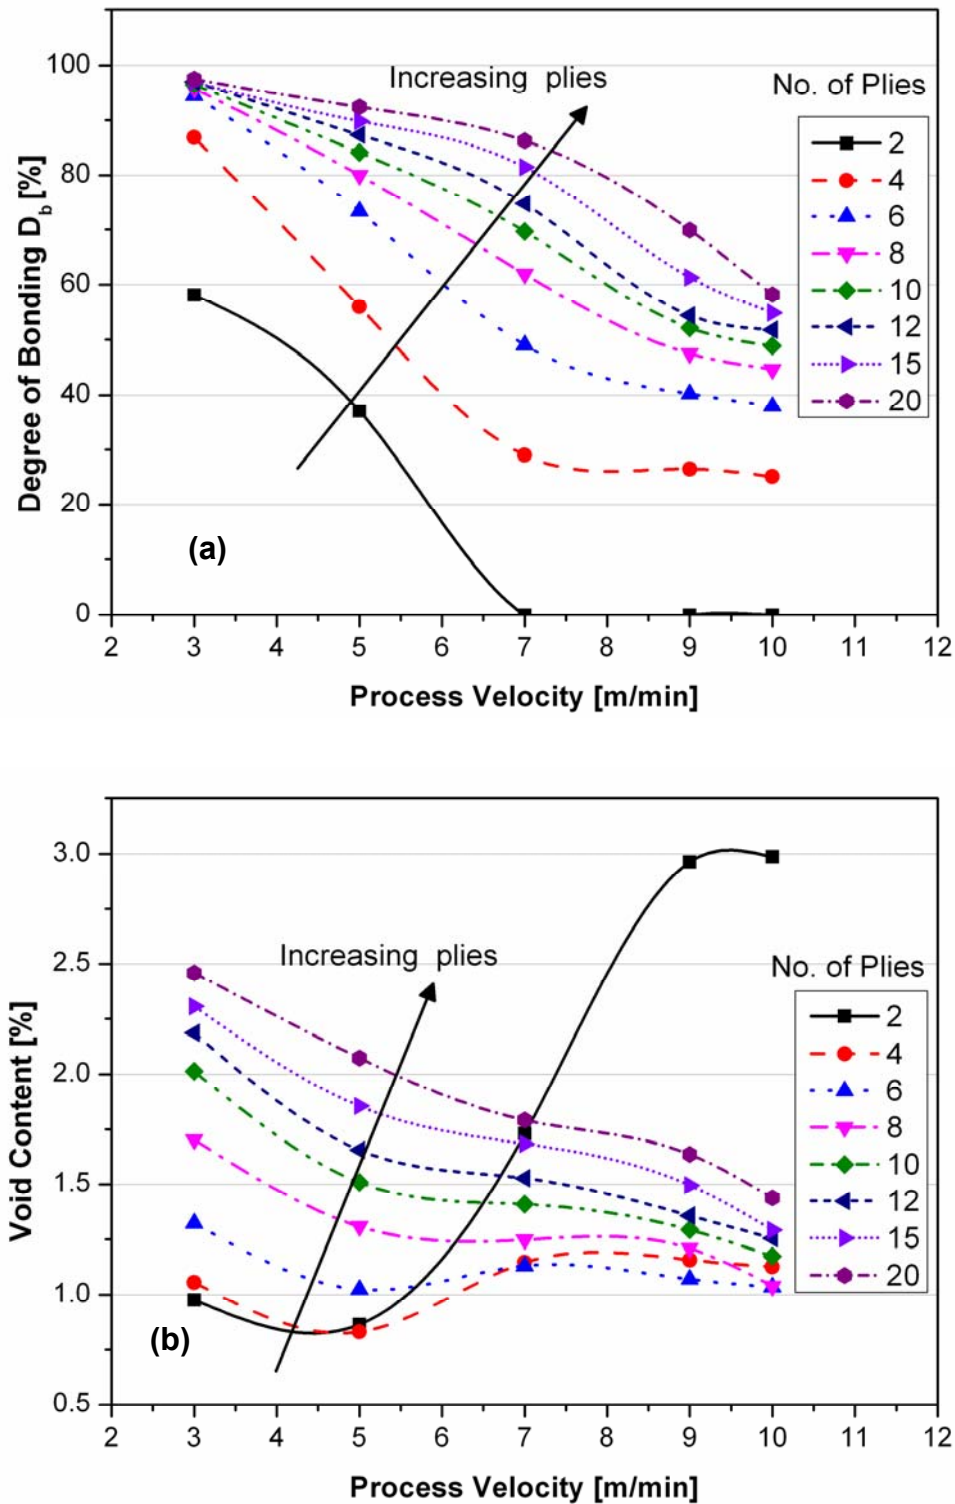 Increasing plies
No. of Plies
2
4
6
8
10
12
15
20
100
80
60
40
20
0
Degree of Bonding D_b [%]
(a)
2 3 4 5 6 7 8 9 10 11 12
Process Velocity [m/min]
Increasing plies
No. of Plies
2
4
6
8
10
12
15
20
3.0
2.5
2.0
1.5
1.0
0.5
Void Content [%]
(b)
2 3 4 5 6 7 8 9 10 11 12
Process Velocity [m/min]